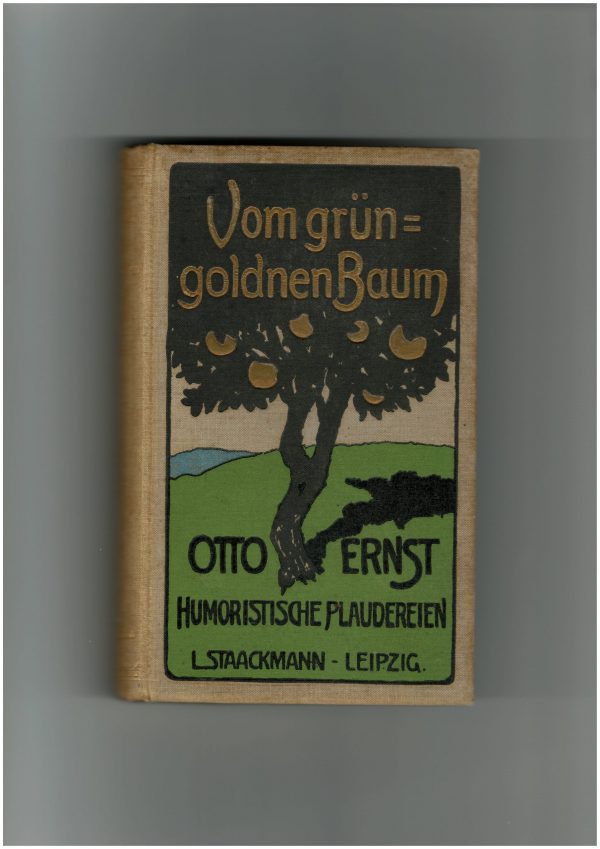 Vom grün=
goldnen Baum
OTTO ERNST
HUMORISTISCHE PLAUDEREIEN
L.STAACKMANN - LEIPZIG.